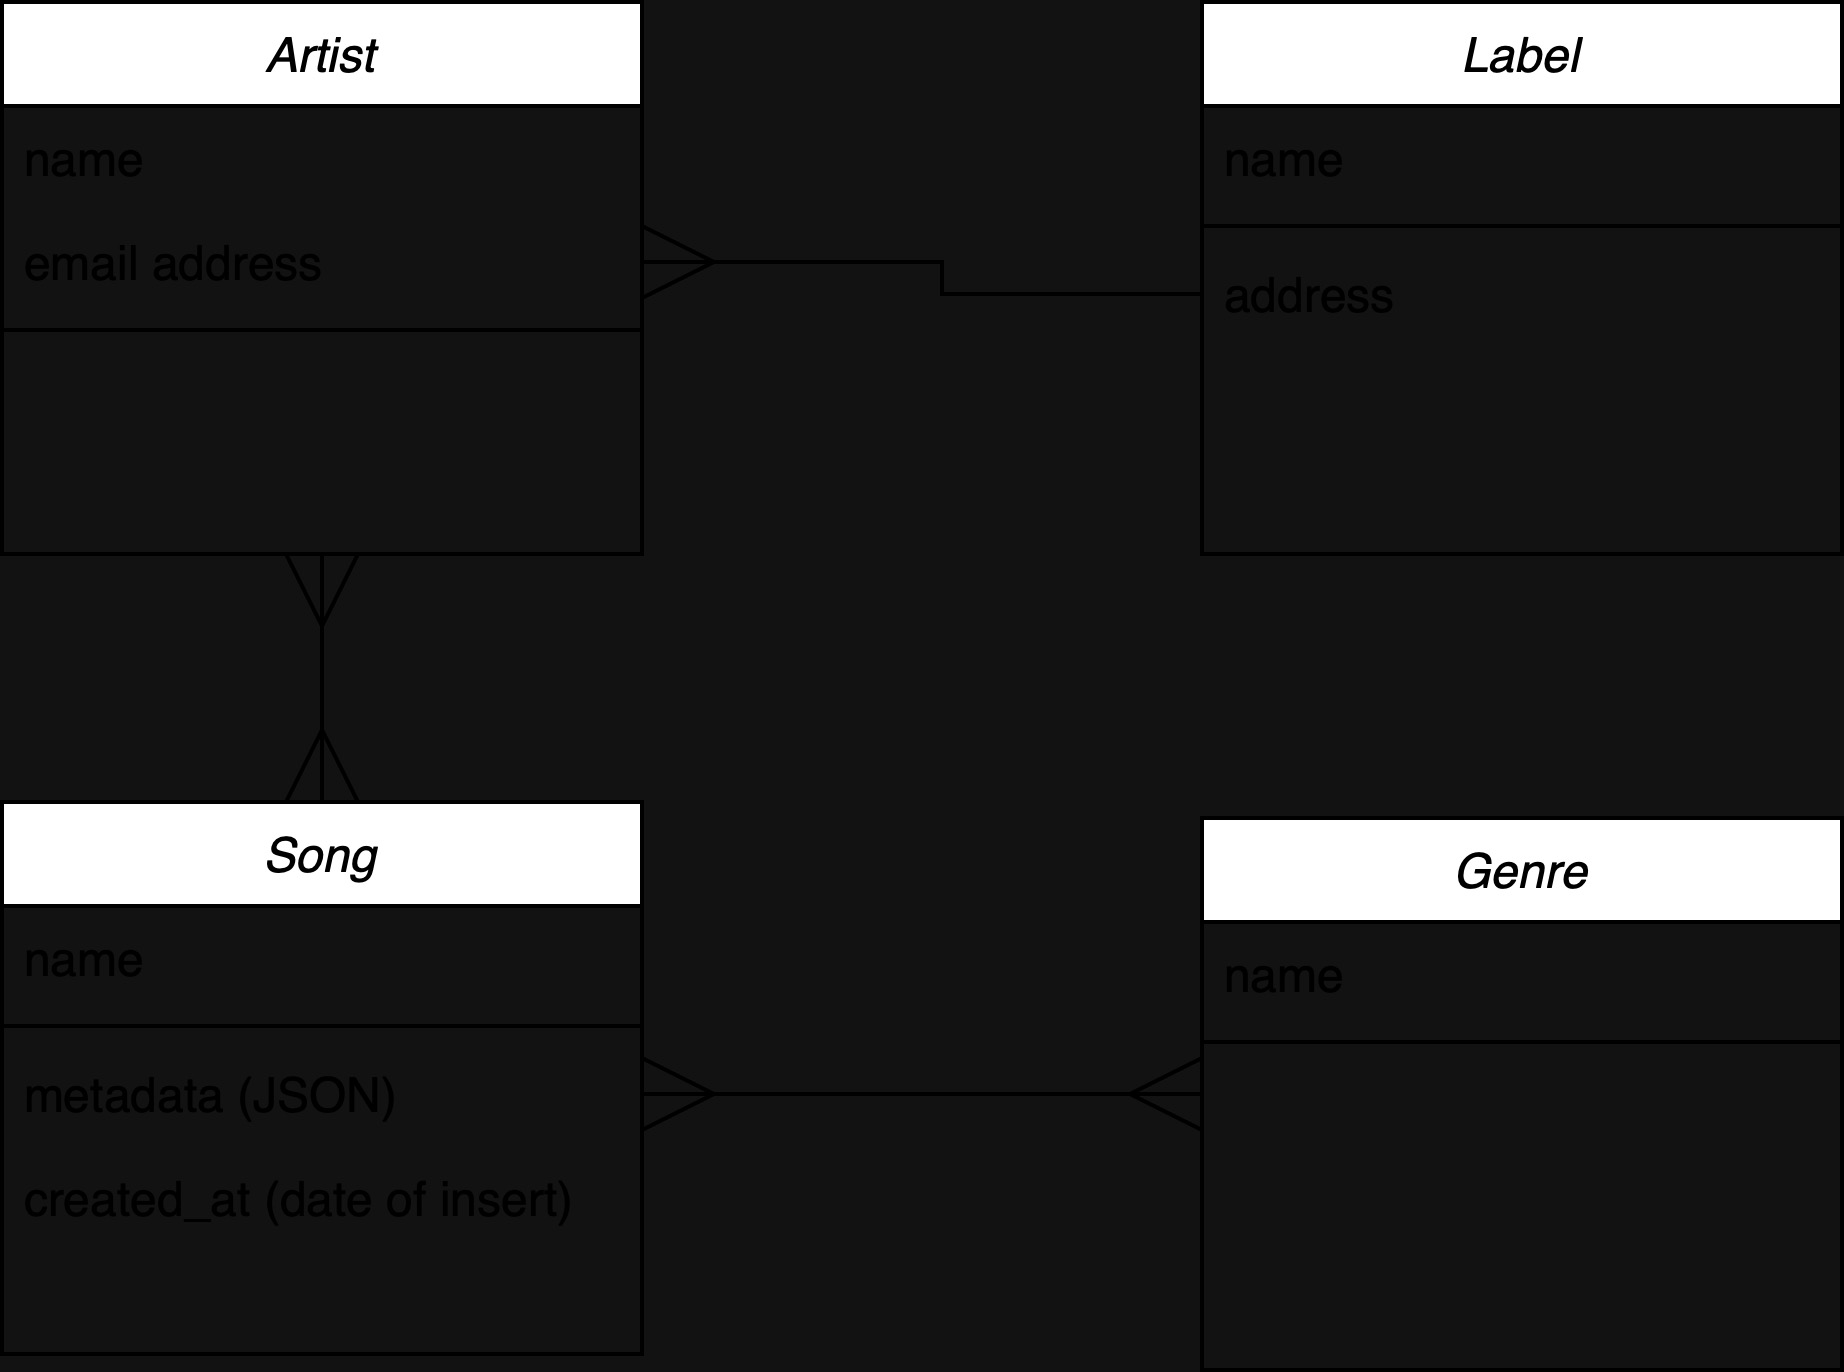 Artist
name
email address
Label
name
address
Song
name
metadata (JSON)
created_at (date of insert)
Genre
name